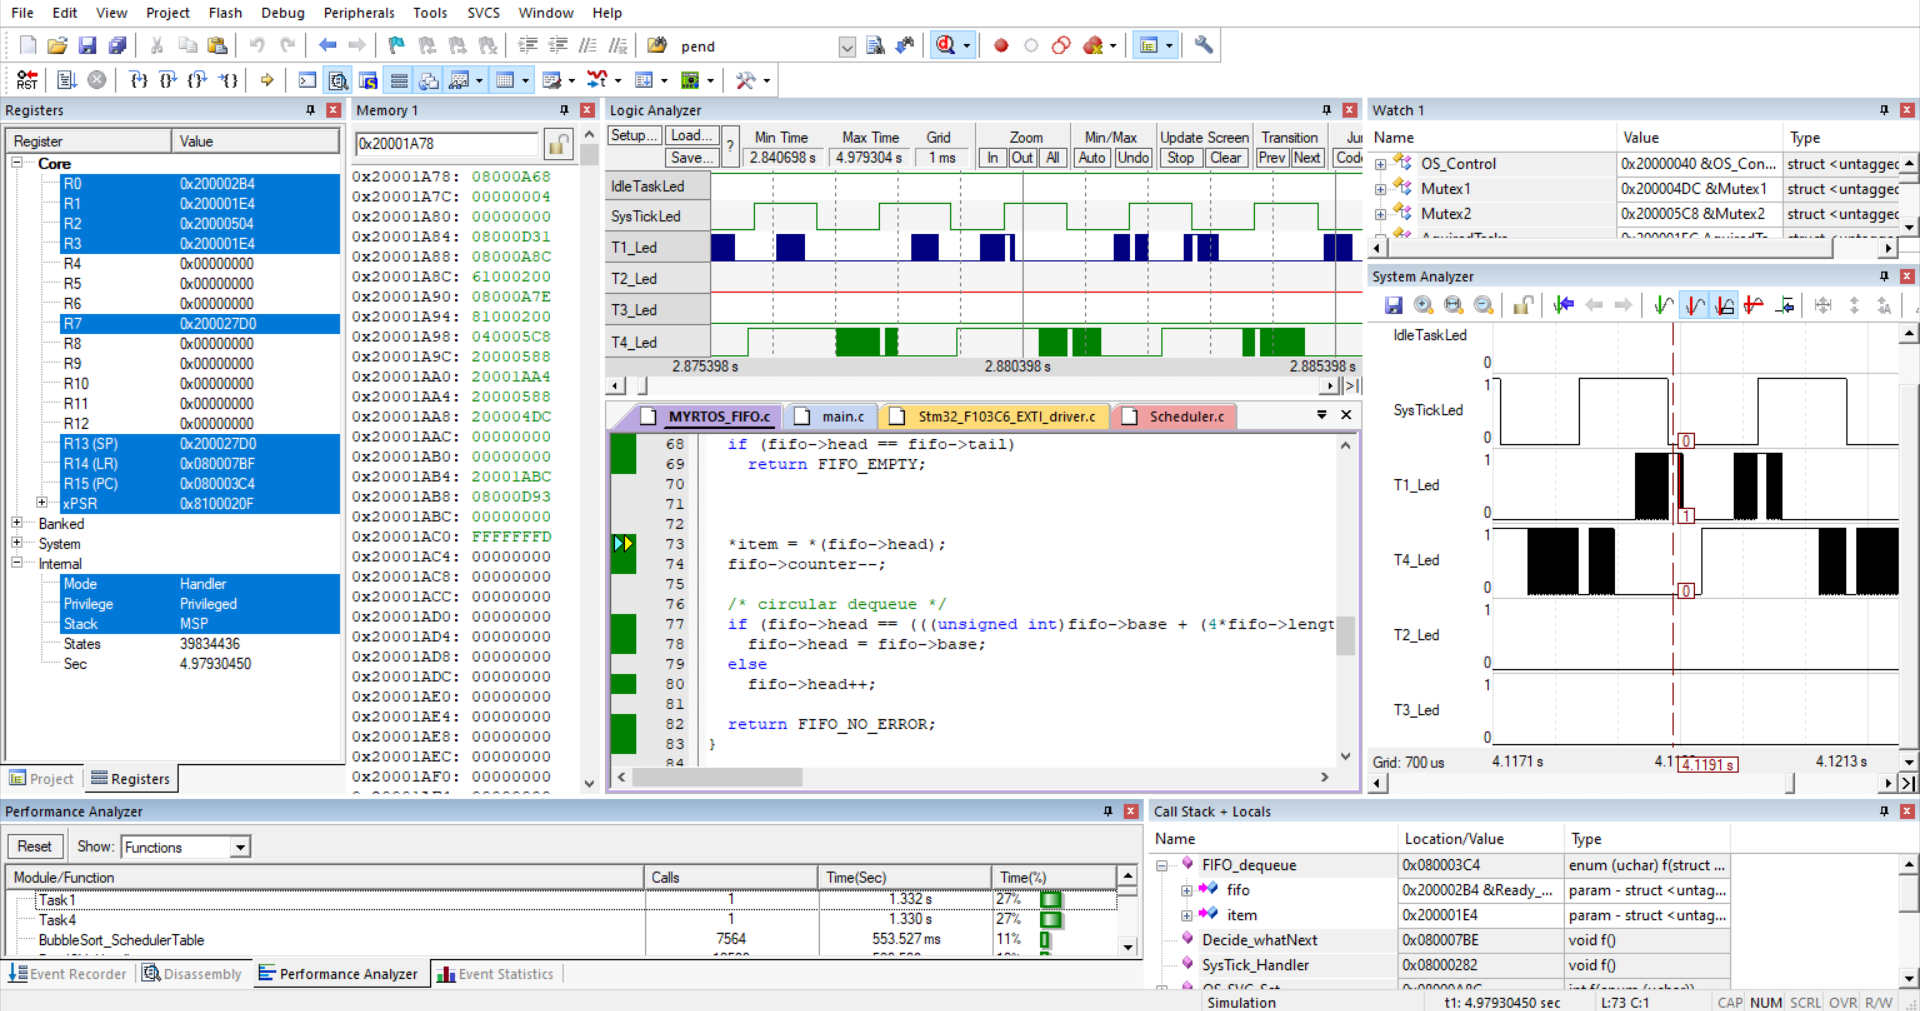 File Edit View Project Flash Debug Peripherals Tools SVCS Window Help
pend
RST
Registers
Register Value
Core
R0 0x200002B4
R1 0x200001E4
R2 0x20000504
R3 0x200001E4
R4 0x00000000
R5 0x00000000
R6 0x00000000
R7 0x200027D0
R8 0x00000000
R9 0x00000000
R10 0x00000000
R11 0x00000000
R12 0x00000000
R13 (SP) 0x200027D0
R14 (LR) 0x080007BF
R15 (PC) 0x080003C4
xPSR 0x8100020F
Banked
System
Internal
Mode Handler
Privilege Privileged
Stack MSP
States 39834436
Sec 4.97930450
Project Registers
Memory 1
0x20001A78
0x20001A78: 08000A68
0x20001A7C: 00000004
0x20001A80: 00000000
0x20001A84: 08000D31
0x20001A88: 08000A8C
0x20001A8C: 61000200
0x20001A90: 08000A7E
0x20001A94: 81000200
0x20001A98: 040005C8
0x20001A9C: 20000588
0x20001AA0: 20001AA4
0x20001AA4: 20000588
0x20001AA8: 200004DC
0x20001AAC: 00000000
0x20001AB0: 00000000
0x20001AB4: 20001ABC
0x20001AB8: 08000D93
0x20001ABC: 00000000
0x20001AC0: FFFFFFFD
0x20001AC4: 00000000
0x20001AC8: 00000000
0x20001ACC: 00000000
0x20001AD0: 00000000
0x20001AD4: 00000000
0x20001AD8: 00000000
0x20001ADC: 00000000
0x20001AE0: 00000000
0x20001AE4: 00000000
0x20001AE8: 00000000
0x20001AEC: 00000000
0x20001AF0: 00000000
Logic Analyzer
Setup... Load... ? Min Time Max Time Grid Zoom Min/Max Update Screen Transition
Save... 2.840698 s 4.979304 s 1 ms In Out All Auto Undo Stop Clear Prev Next
IdleTaskLed
SysTickLed
T1_Led
T2_Led
T3_Led
T4_Led
2.875398 s 2.880398 s 2.885398 s
MYRTOS_FIFO.c main.c Stm32_F103C6_EXTI_driver.c Scheduler.c
68 if (fifo->head == fifo->tail)
69 return FIFO_EMPTY;
70
71
72
73 *item = *(fifo->head);
74 fifo->counter--;
75
76 /* circular dequeue */
77 if (fifo->head == (((unsigned int)fifo->base + (4*fifo->lengt
78 fifo->head = fifo->base;
79 else
80 fifo->head++;
81
82 return FIFO_NO_ERROR;
83 }
84
Watch 1
Name Value Type
OS_Control 0x20000040 &OS_Con... struct <untagged
Mutex1 0x200004DC &Mutex1 struct <untagged
Mutex2 0x200005C8 &Mutex2 struct <untagged
System Analyzer
IdleTaskLed
0
1
SysTickLed
0
0
1
T1_Led
0
1
1
T4_Led
0
0
1
T2_Led
0
1
T3_Led
0
Grid: 700 us 4.1171 s 4.1191 s 4.1213 s
Performance Analyzer
Reset Show: Functions
Module/Function Calls Time(Sec) Time(%)
Task1 1 1.332 s 27%
Task4 1 1.330 s 27%
BubbleSort_SchedulerTable 7564 553.527 ms 11%
Event Recorder Disassembly Performance Analyzer Event Statistics
Call Stack + Locals
Name Location/Value Type
FIFO_dequeue 0x080003C4 enum (uchar) f(struct ...
fifo 0x200002B4 &Ready_... param - struct <untag...
item 0x200001E4 param - struct <untag...
Decide_whatNext 0x080007BE void f()
SysTick_Handler 0x08000282 void f()
Simulation t1: 4.97930450 sec L:73 C:1 CAP NUM SCRL OVR R/W